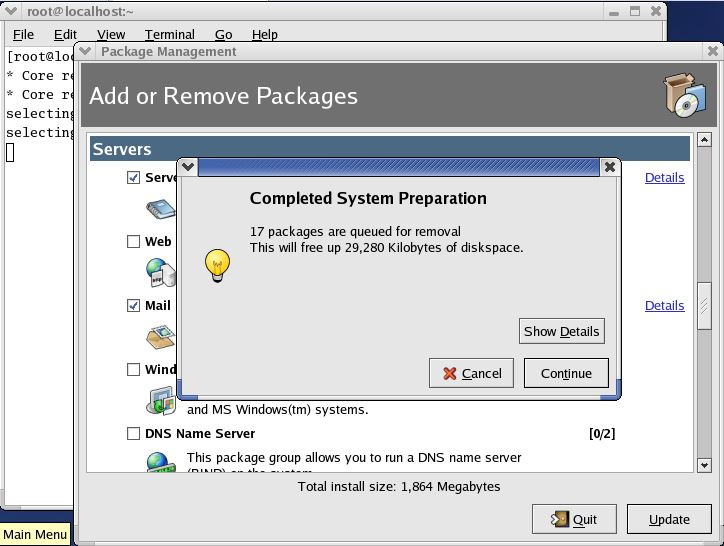 root@localhost:~
File Edit View Terminal Go Help
Package Management
[root@loc
* Core re
* Core re
selecting
selecting
Add or Remove Packages
Servers
Serve
Details
Completed System Preparation
17 packages are queued for removal
This will free up 29,280 Kilobytes of diskspace.
Web
Mail
Details
Show Details
Wind
Cancel Continue
and MS Windows(tm) systems.
DNS Name Server [0/2]
This package group allows you to run a DNS name server
(BIND) on the system.
Total install size: 1,864 Megabytes
Quit Update
Main Menu